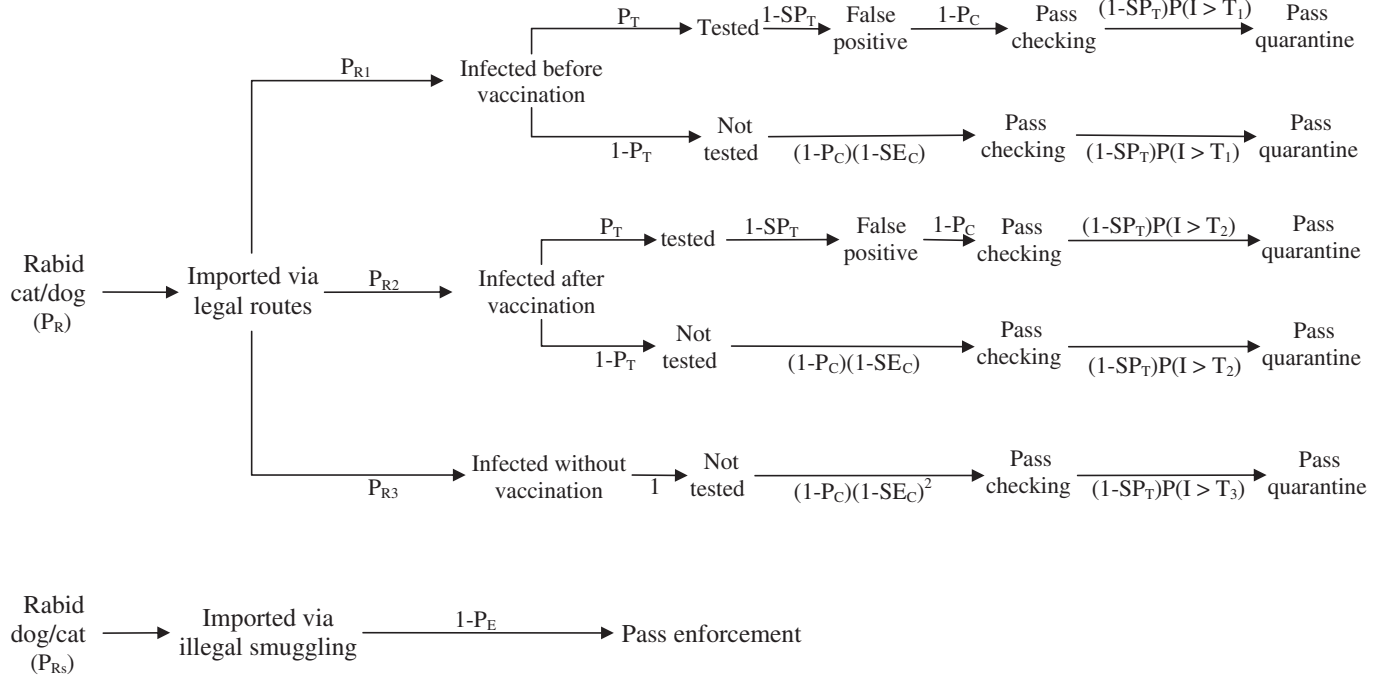 P_T
Tested
1-SP_T
False
positive
1-P_C
Pass
checking
(1-SP_T)P(I > T_1)
Pass
quarantine
P_R1
Infected before
vaccination
1-P_T
Not
tested
(1-P_C)(1-SE_C)
Pass
checking
(1-SP_T)P(I > T_1)
Pass
quarantine
Rabid
cat/dog
(P_R)
Imported via
legal routes
P_R2
Infected after
vaccination
P_T
tested
1-SP_T
False
positive
1-P_C
Pass
checking
(1-SP_T)P(I > T_2)
Pass
quarantine
1-P_T
Not
tested
(1-P_C)(1-SE_C)
Pass
checking
(1-SP_T)P(I > T_2)
Pass
quarantine
P_R3
Infected without
vaccination
1
Not
tested
(1-P_C)(1-SE_C)^2
Pass
checking
(1-SP_T)P(I > T_3)
Pass
quarantine
Rabid
dog/cat
(P_Rs)
Imported via
illegal smuggling
1-P_E
Pass enforcement